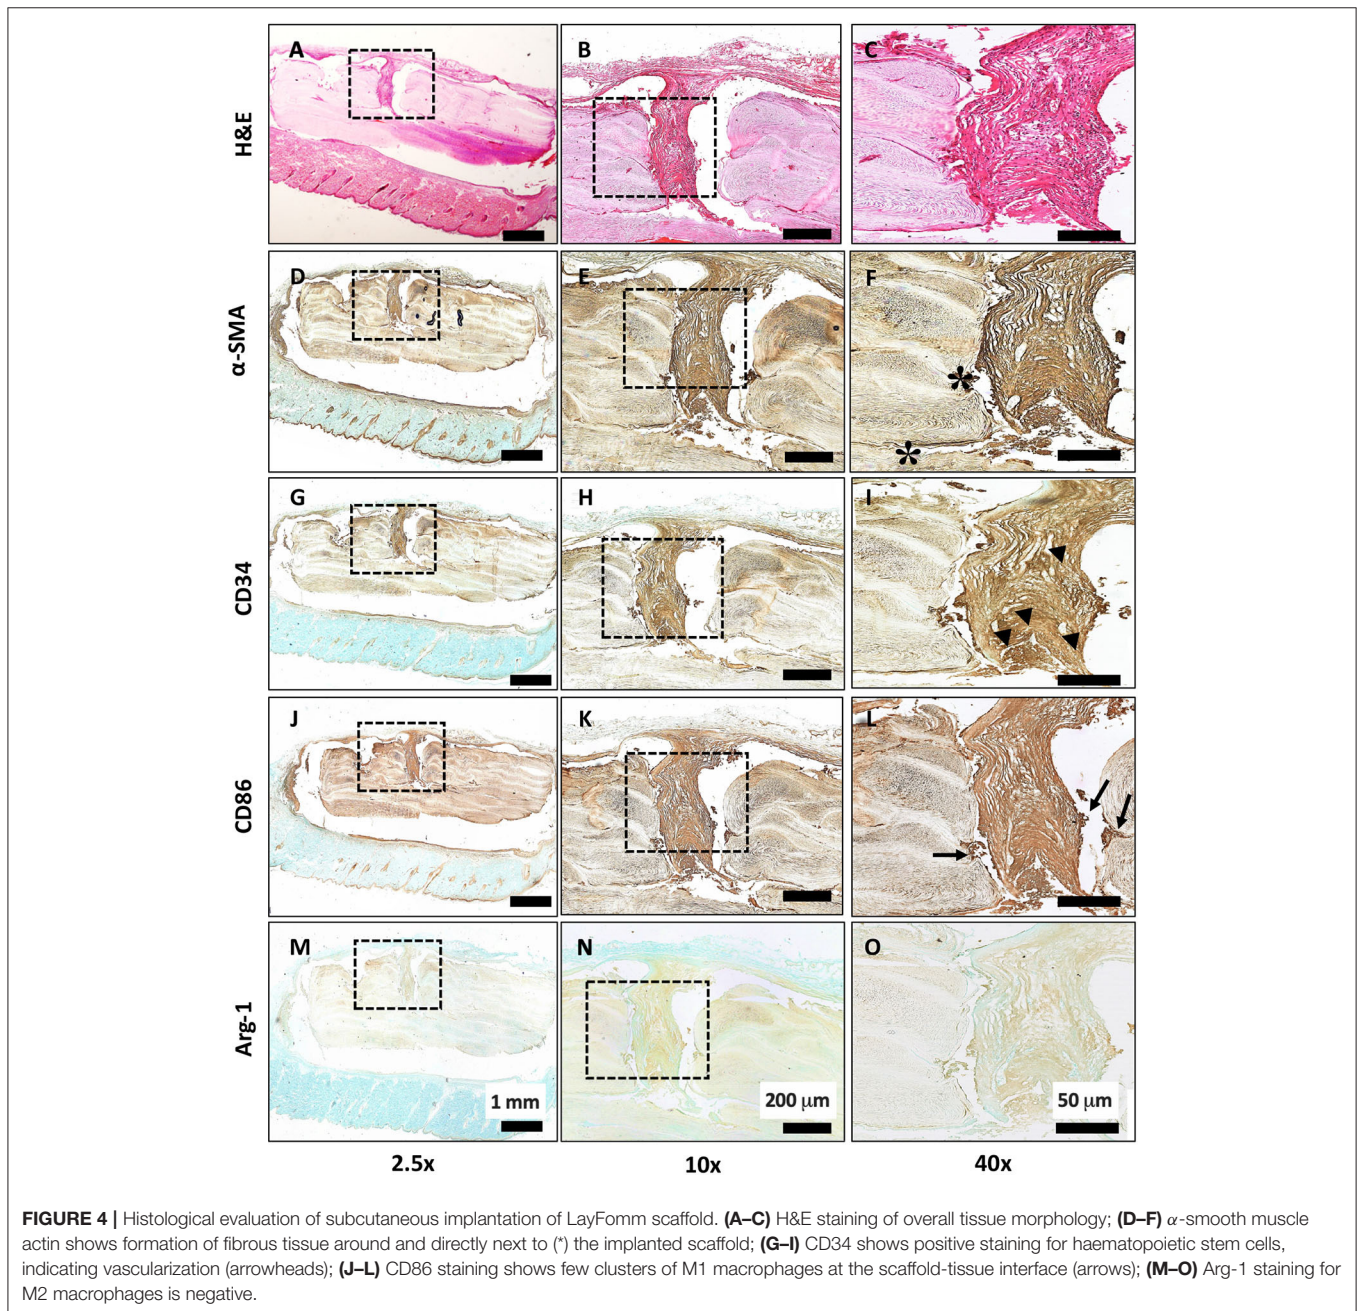 H&E
A
B
C
α-SMA
D
E
F
*
*
CD34
G
H
I
CD86
J
K
L
Arg-1
M
N
O
1 mm
200 μm
50 μm
2.5x
10x
40x
FIGURE 4 | Histological evaluation of subcutaneous implantation of LayFomm scaffold. (A–C) H&E staining of overall tissue morphology; (D–F) α-smooth muscle
actin shows formation of fibrous tissue around and directly next to (*) the implanted scaffold; (G–I) CD34 shows positive staining for haematopoietic stem cells,
indicating vascularization (arrowheads); (J–L) CD86 staining shows few clusters of M1 macrophages at the scaffold-tissue interface (arrows); (M–O) Arg-1 staining for
M2 macrophages is negative.